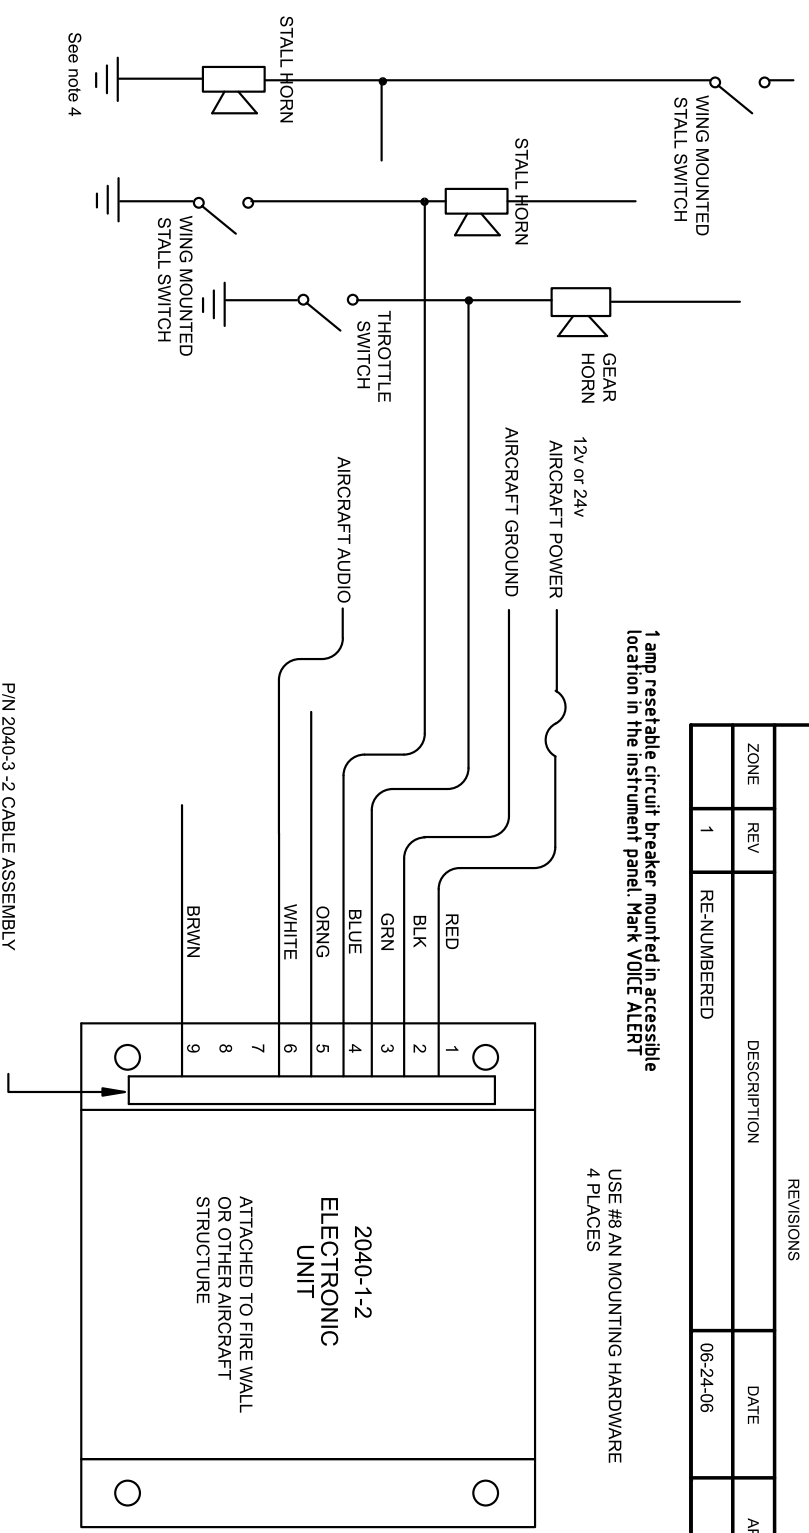 REVISIONS
ZONE
REV
DESCRIPTION
DATE
1
RE-NUMBERED
06-24-06
1 amp resetable circuit breaker mounted in accessible
location in the instrument panel. Mark VOICE ALERT
USE #8 AN MOUNTING HARDWARE
4 PLACES
WING MOUNTED
STALL SWITCH
STALL HORN
See note 4
STALL HORN
WING MOUNTED
STALL SWITCH
GEAR
HORN
THROTTLE
SWITCH
12v or 24v
AIRCRAFT POWER
AIRCRAFT GROUND
AIRCRAFT AUDIO
RED
BLK
GRN
BLUE
ORNG
WHITE
BRWN
1
2
3
4
5
6
7
8
9
2040-1-2
ELECTRONIC
UNIT
ATTACHED TO FIRE WALL
OR OTHER AIRCRAFT
STRUCTURE
P/N 2040-3 -2 CABLE ASSEMBLY